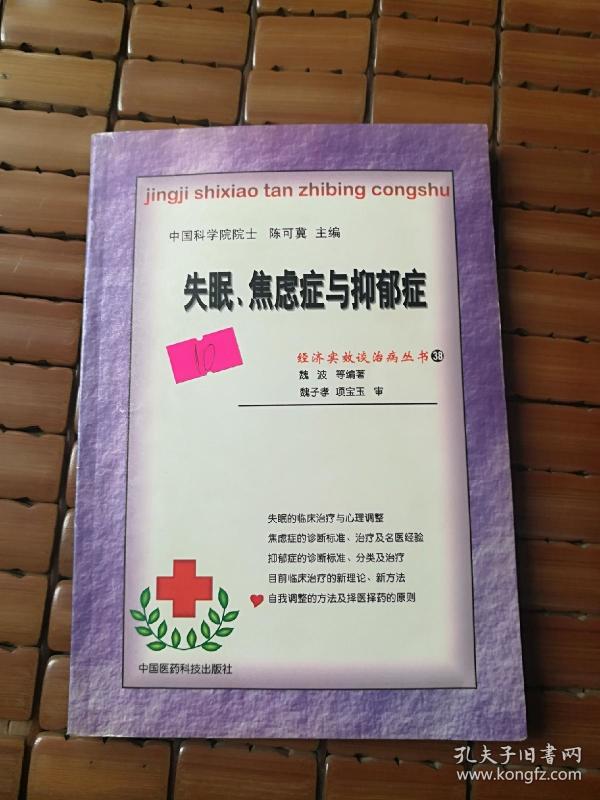 jingji shixiao tan zhibing congshu
中国科学院院士 陈可冀 主编
失眠、焦虑症与抑郁症
10
经济实效谈治病丛书38
魏 波 等编著
魏子孝 项宝玉 审
失眠的临床治疗与心理调整
焦虑症的诊断标准、治疗及名医经验
抑郁症的诊断标准、分类及治疗
目前临床治疗的新理论、新方法
自我调整的方法及择医择药的原则
中国医药科技出版社
孔夫子旧书网
www.kongfz.com